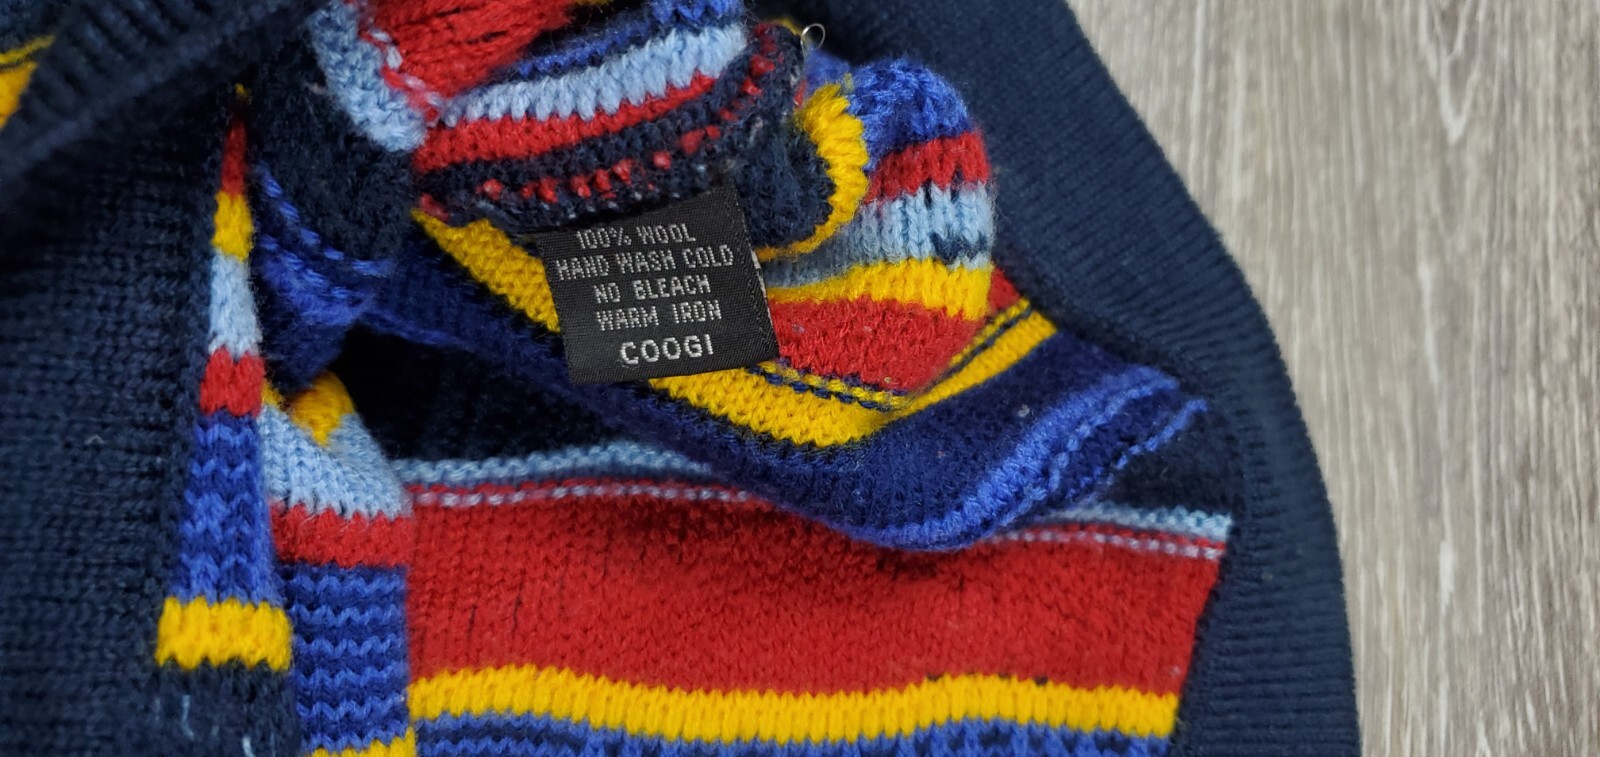 100% WOOL
HAND WASH COLD
NO BLEACH
WARM IRON
COOGI